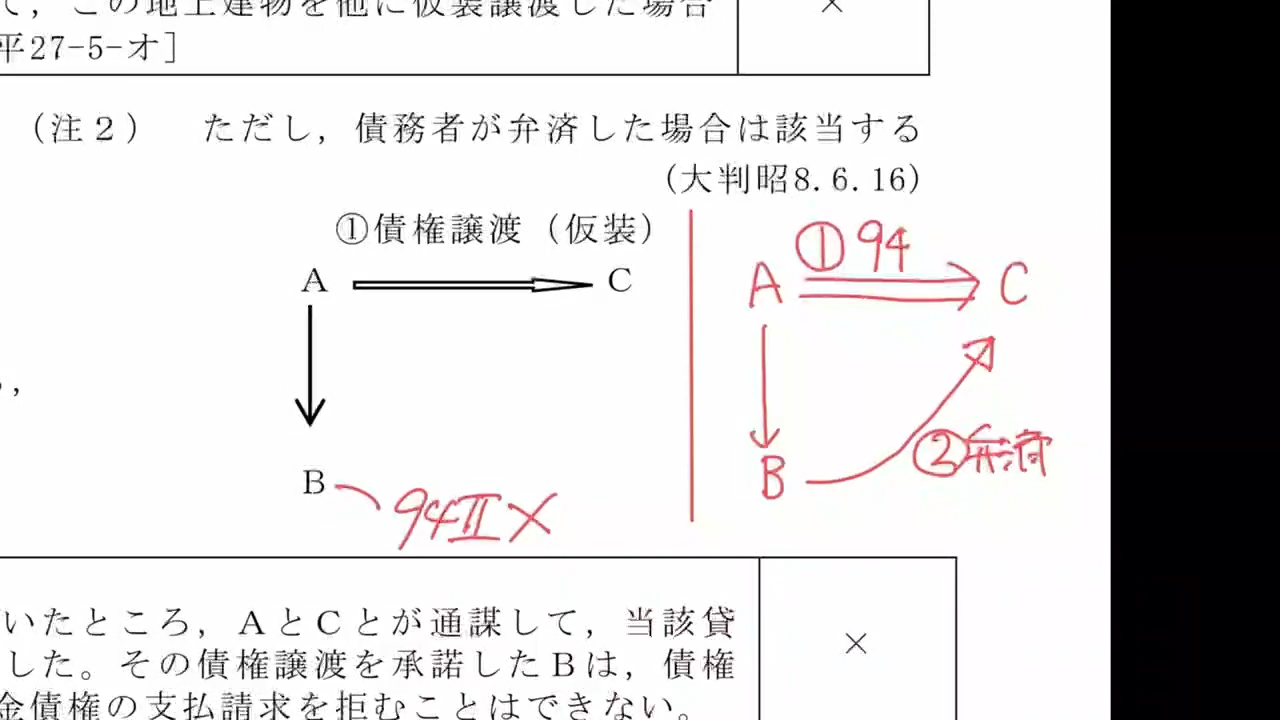 て，この地上建物を他に仮装譲渡した場合
×
平27-5-オ］
（注２） ただし，債務者が弁済した場合は該当する
（大判昭8.6.16）
①債権譲渡（仮装）
A C
B
94Ⅱ×
①94
A C
B
②弁済
，
いたところ，ＡとＣとが通謀して，当該貸
×
した。その債権譲渡を承諾したＢは，債権
金債権の支払請求を拒むことはできない。